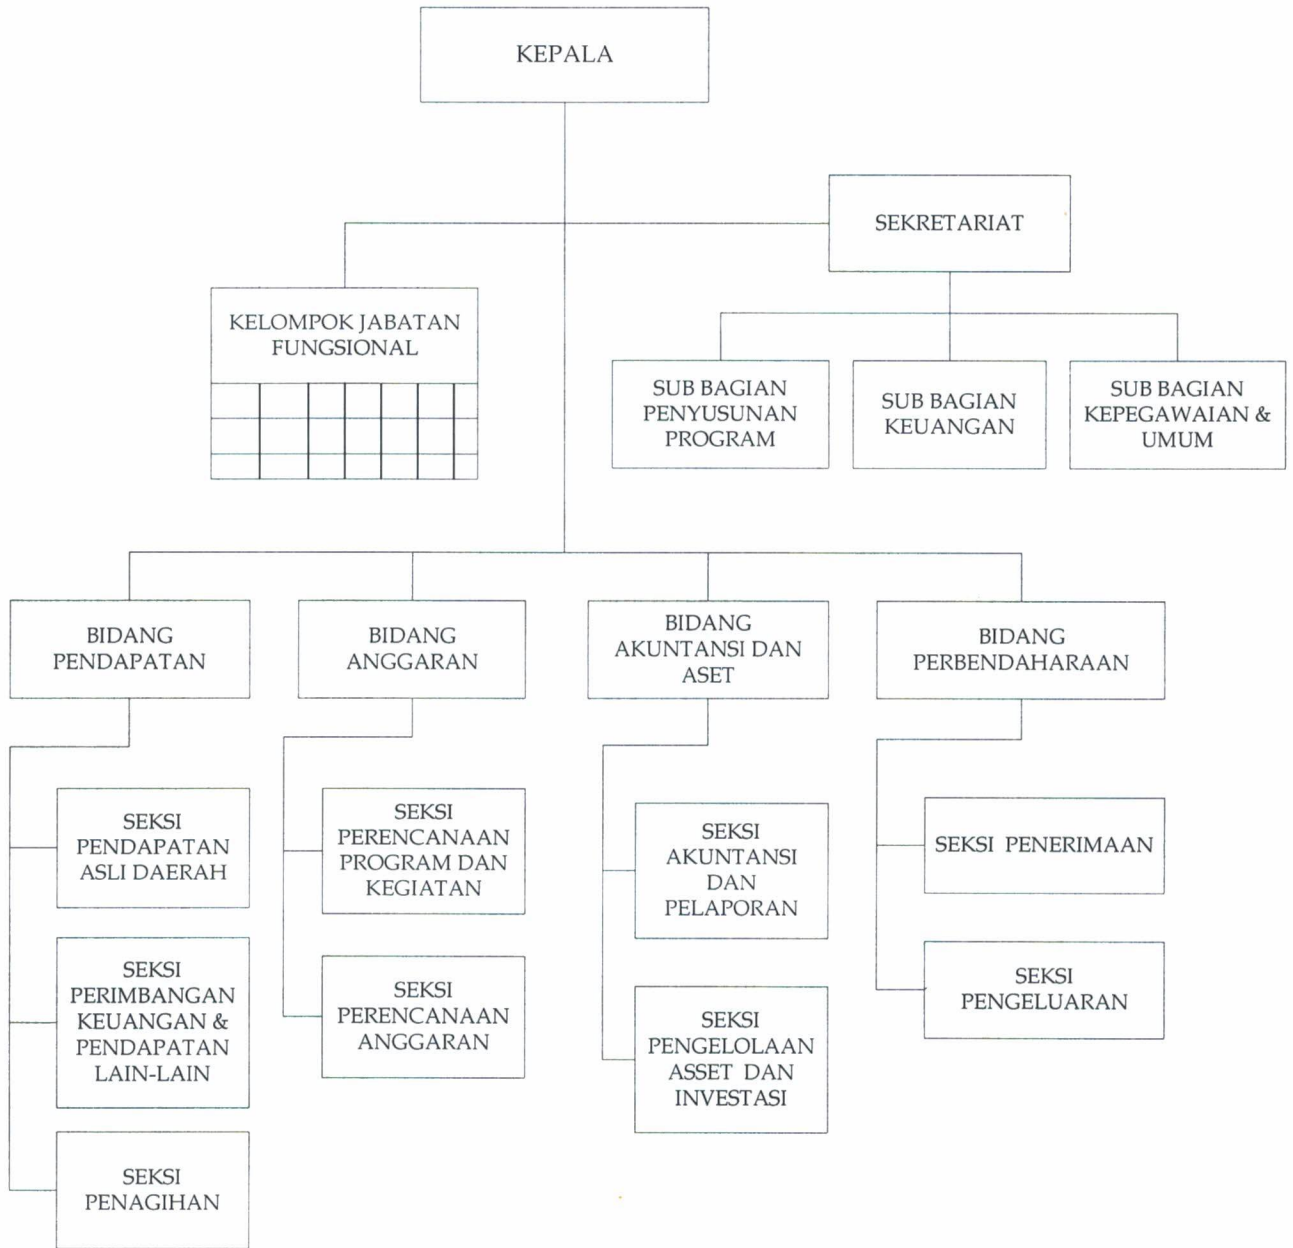 KEPALA
SEKRETARIAT
KELOMPOK JABATAN
FUNGSIONAL
SUB BAGIAN
PENYUSUNAN
PROGRAM
SUB BAGIAN
KEUANGAN
SUB BAGIAN
KEPEGAWAIAN &
UMUM
BIDANG
PENDAPATAN
BIDANG
ANGGARAN
BIDANG
AKUNTANSI DAN
ASET
BIDANG
PERBENDAHARAAN
SEKSI
PENDAPATAN
ASLI DAERAH
SEKSI
PERIMBANGAN
KEUANGAN &
PENDAPATAN
LAIN-LAIN
SEKSI
PENAGIHAN
SEKSI
PERENCANAAN
PROGRAM DAN
KEGIATAN
SEKSI
PERENCANAAN
ANGGARAN
SEKSI
AKUNTANSI
DAN
PELAPORAN
SEKSI
PENGELOLAAN
ASSET DAN
INVESTASI
SEKSI PENERIMAAN
SEKSI
PENGELUARAN